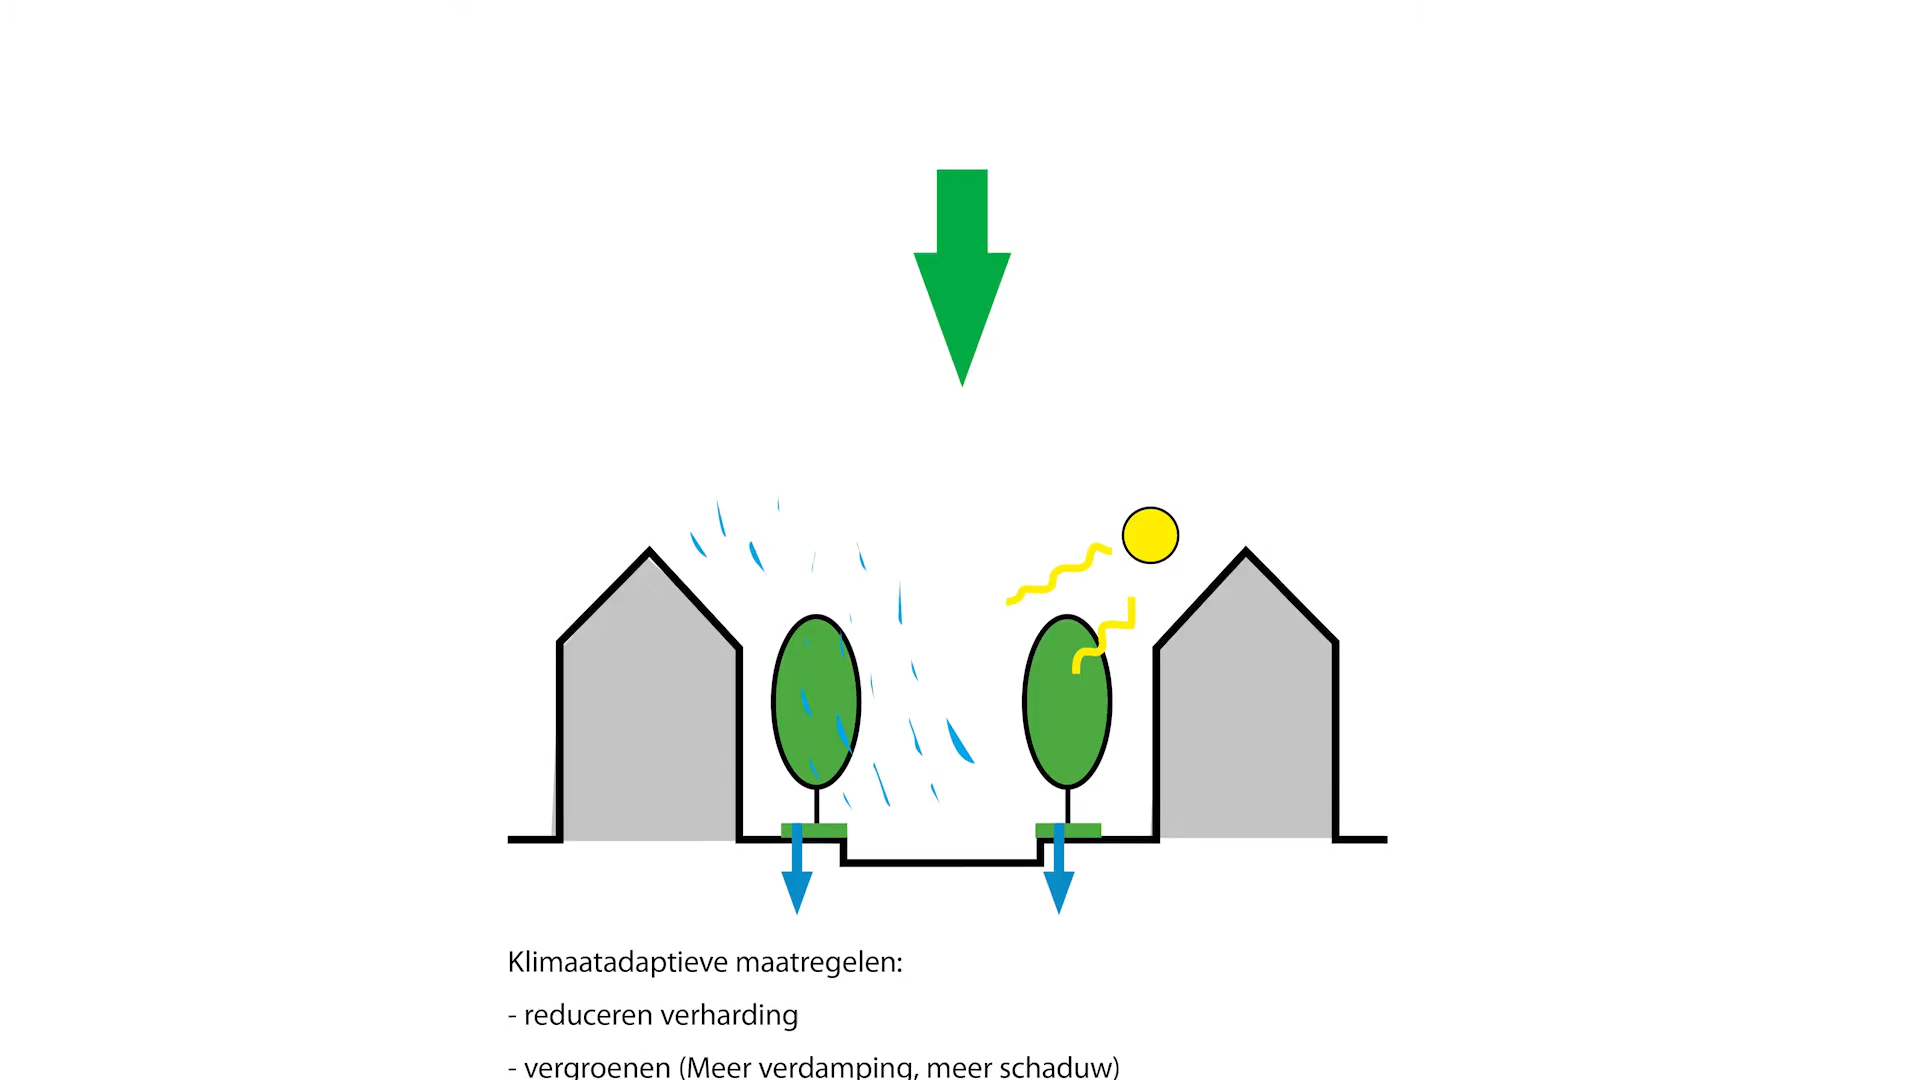 Klimaatadaptieve maatregelen:
- reduceren verharding
- vergroenen (Meer verdamping, meer schaduw)